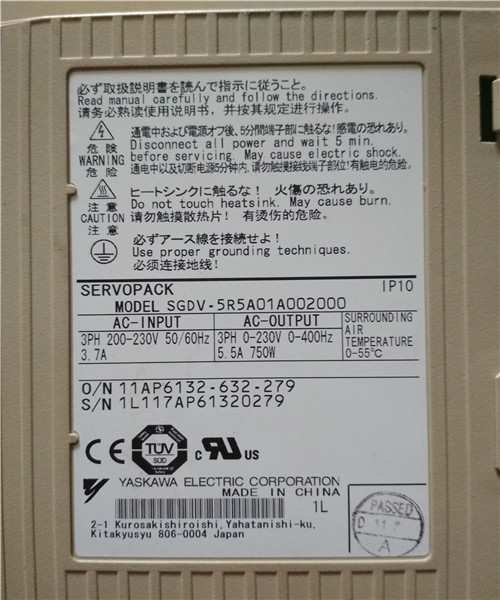 必ず取扱説明書を読んで指示に従うこと。
Read manual carefully and follow the directions.
请务必熟读使用说明书，并按其规定进行操作。
危険
WARNING
危险
通電中および電源オフ後、5分間端子部に触るな!感電の恐れあり。
Disconnect all power and wait 5 min.
before servicing. May cause electric shock.
通电中以及切断电源5分钟内,请勿触摸接线端子部位!有触电的危险。
注意
CAUTION
注意
ヒートシンクに触るな! 火傷の恐れあり。
Do not touch heatsink. May cause burn.
请勿触摸散热片! 有烫伤的危险。
必ずアース線を接続せよ!
Use proper grounding techniques.
必须连接地线!
SERVOPACK IP10
MODEL SGDV-5R5A01A002000
AC-INPUT AC-OUTPUT SURROUNDING AIR TEMPERATURE
3PH 200-230V 50/60Hz 3PH 0-230V 0-400Hz
3.7A 5.5A 750W 0-55℃
O/N 11AP6132-632-279
S/N 1L117AP61320279
CE TÜV SÜD c RU US
YASKAWA ELECTRIC CORPORATION
MADE IN CHINA
1L
2-1 Kurosakishiroishi, Yahatanishi-ku,
Kitakyusyu 806-0004 Japan
PASSED
D 11.
A